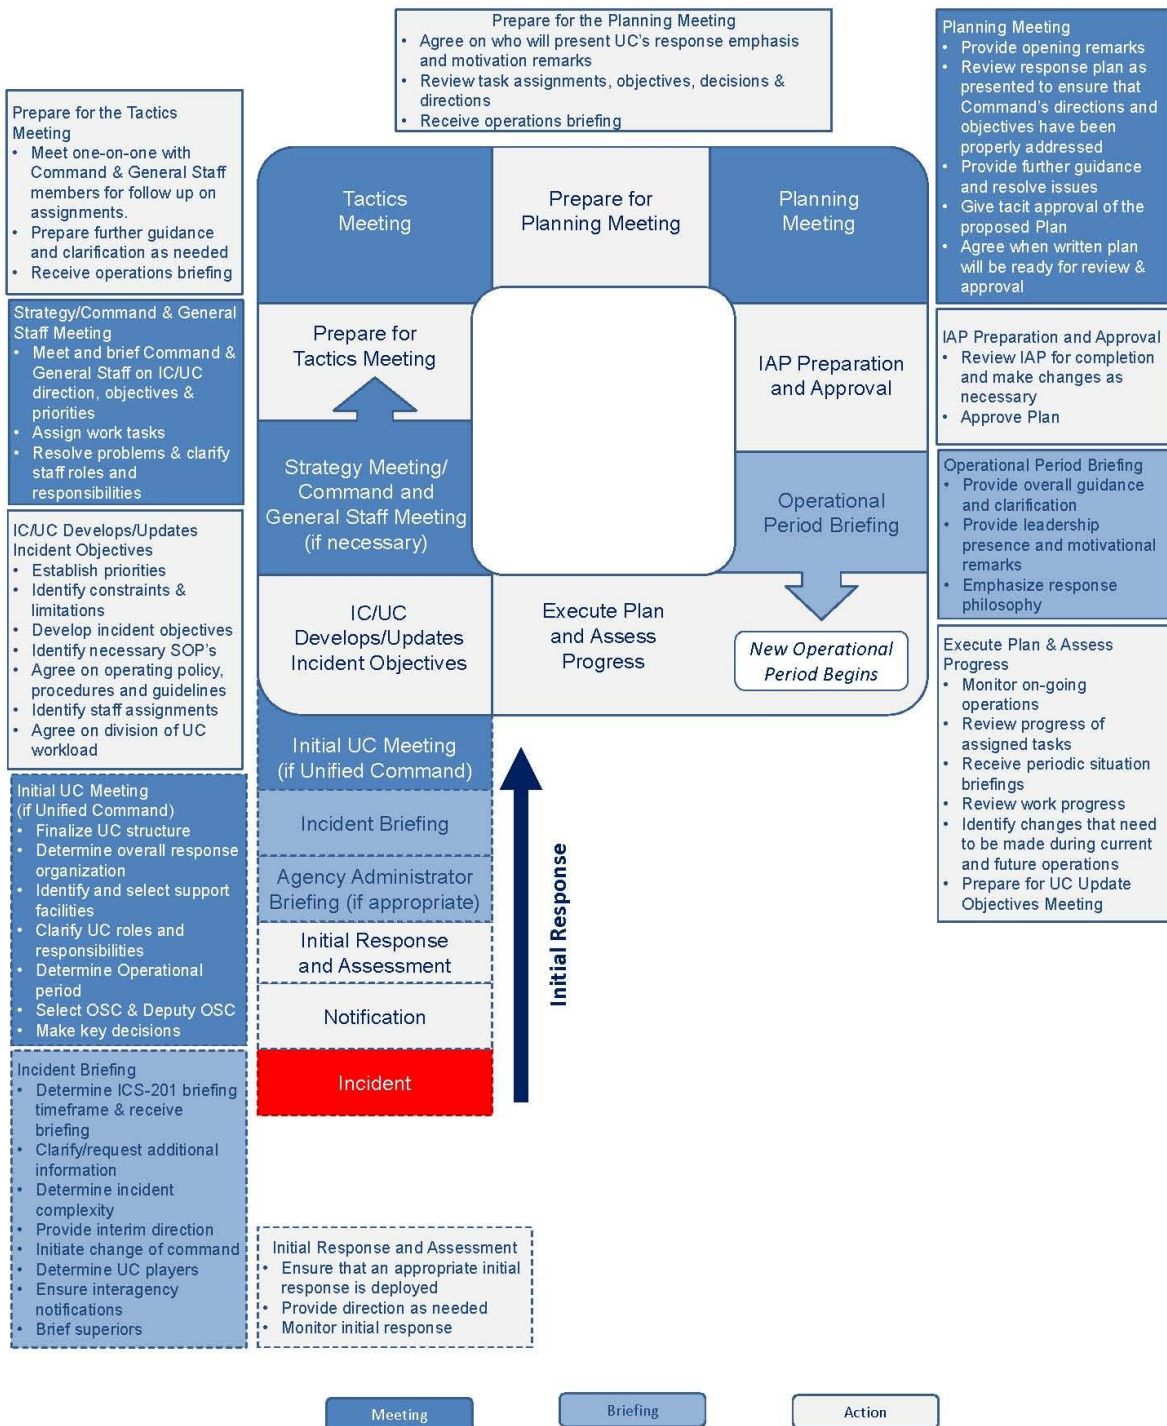 Prepare for the Planning Meeting
• Agree on who will present UC's response emphasis
and motivation remarks
• Review task assignments, objectives, decisions &
directions
• Receive operations briefing
Planning Meeting
• Provide opening remarks
• Review response plan as
presented to ensure that
Command's directions and
objectives have been
properly addressed
• Provide further guidance
and resolve issues
• Give tacit approval of the
proposed Plan
• Agree when written plan
will be ready for review &
approval
Prepare for the Tactics
Meeting
• Meet one-on-one with
Command & General Staff
members for follow up on
assignments.
• Prepare further guidance
and clarification as needed
• Receive operations briefing
Tactics
Meeting
Prepare for
Planning Meeting
Planning
Meeting
Strategy/Command & General
Staff Meeting
• Meet and brief Command &
General Staff on IC/UC
direction, objectives &
priorities
• Assign work tasks
• Resolve problems & clarify
staff roles and
responsibilities
Prepare for
Tactics Meeting
IAP Preparation
and Approval
IAP Preparation and Approval
• Review IAP for completion
and make changes as
necessary
• Approve Plan
Strategy Meeting/
Command and
General Staff Meeting
(if necessary)
Operational
Period Briefing
Operational Period Briefing
• Provide overall guidance
and clarification
• Provide leadership
presence and motivational
remarks
• Emphasize response
philosophy
IC/UC Develops/Updates
Incident Objectives
• Establish priorities
• Identify constraints &
limitations
• Develop incident objectives
• Identify necessary SOP's
• Agree on operating policy,
procedures and guidelines
• Identify staff assignments
• Agree on division of UC
workload
IC/UC
Develops/Updates
Incident Objectives
Execute Plan
and Assess
Progress
New Operational
Period Begins
Execute Plan & Assess
Progress
• Monitor on-going
operations
• Review progress of
assigned tasks
• Receive periodic situation
briefings
• Review work progress
• Identify changes that need
to be made during current
and future operations
• Prepare for UC Update
Objectives Meeting
Initial UC Meeting
(if Unified Command)
• Finalize UC structure
• Determine overall response
organization
• Identify and select support
facilities
• Clarify UC roles and
responsibilities
• Determine Operational
period
• Select OSC & Deputy OSC
• Make key decisions
Initial UC Meeting
(if Unified Command)
Incident Briefing
Agency Administrator
Briefing (if appropriate)
Initial Response
and Assessment
Notification
Incident
Initial Response
Incident Briefing
• Determine ICS-201 briefing
timeframe & receive
briefing
• Clarify/request additional
information
• Determine incident
complexity
• Provide interim direction
• Initiate change of command
• Determine UC players
• Ensure interagency
notifications
• Brief superiors
Initial Response and Assessment
• Ensure that an appropriate initial
response is deployed
• Provide direction as needed
• Monitor initial response
Meeting
Briefing
Action